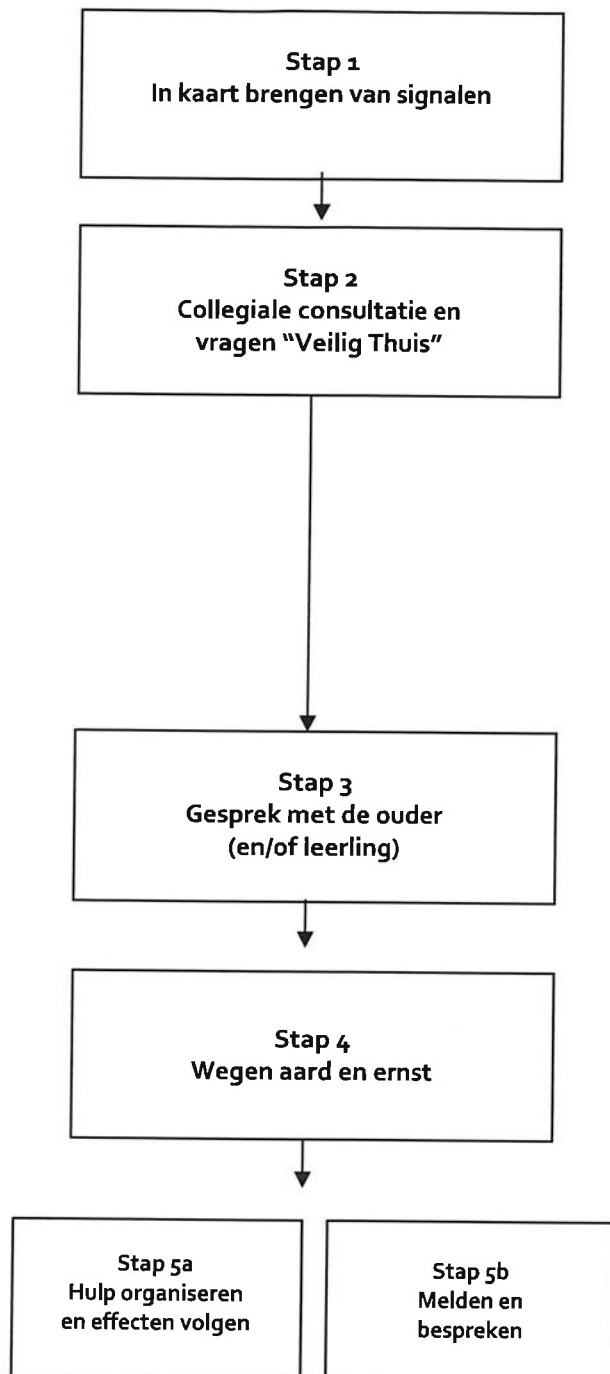 Stap 1
In kaart brengen van signalen
Stap 2
Collegiale consultatie en
vragen “Veilig Thuis”
Stap 3
Gesprek met de ouder
(en/of leerling)
Stap 4
Wegen aard en ernst
Stap 5a
Hulp organiseren
en effecten volgen
Stap 5b
Melden en
bespreken